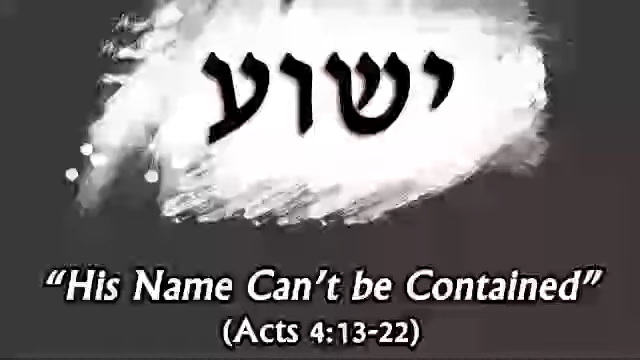 ישוע
“His Name Can’t be Contained”
(Acts 4:13-22)